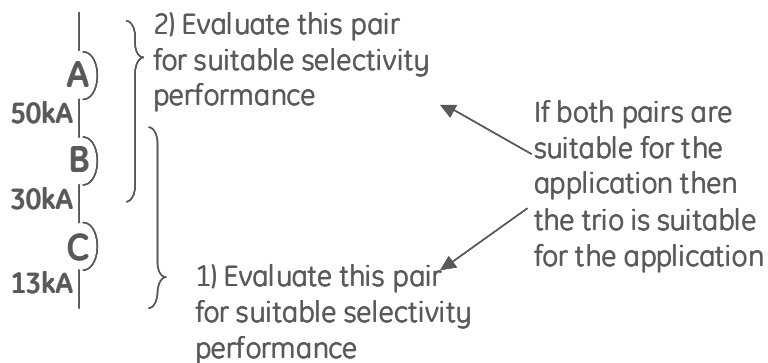 2) Evaluate this pair
for suitable selectivity
performance
A
50kA
B
30kA
C
13kA
If both pairs are
suitable for the
application then
the trio is suitable
for the application
1) Evaluate this pair
for suitable selectivity
performance